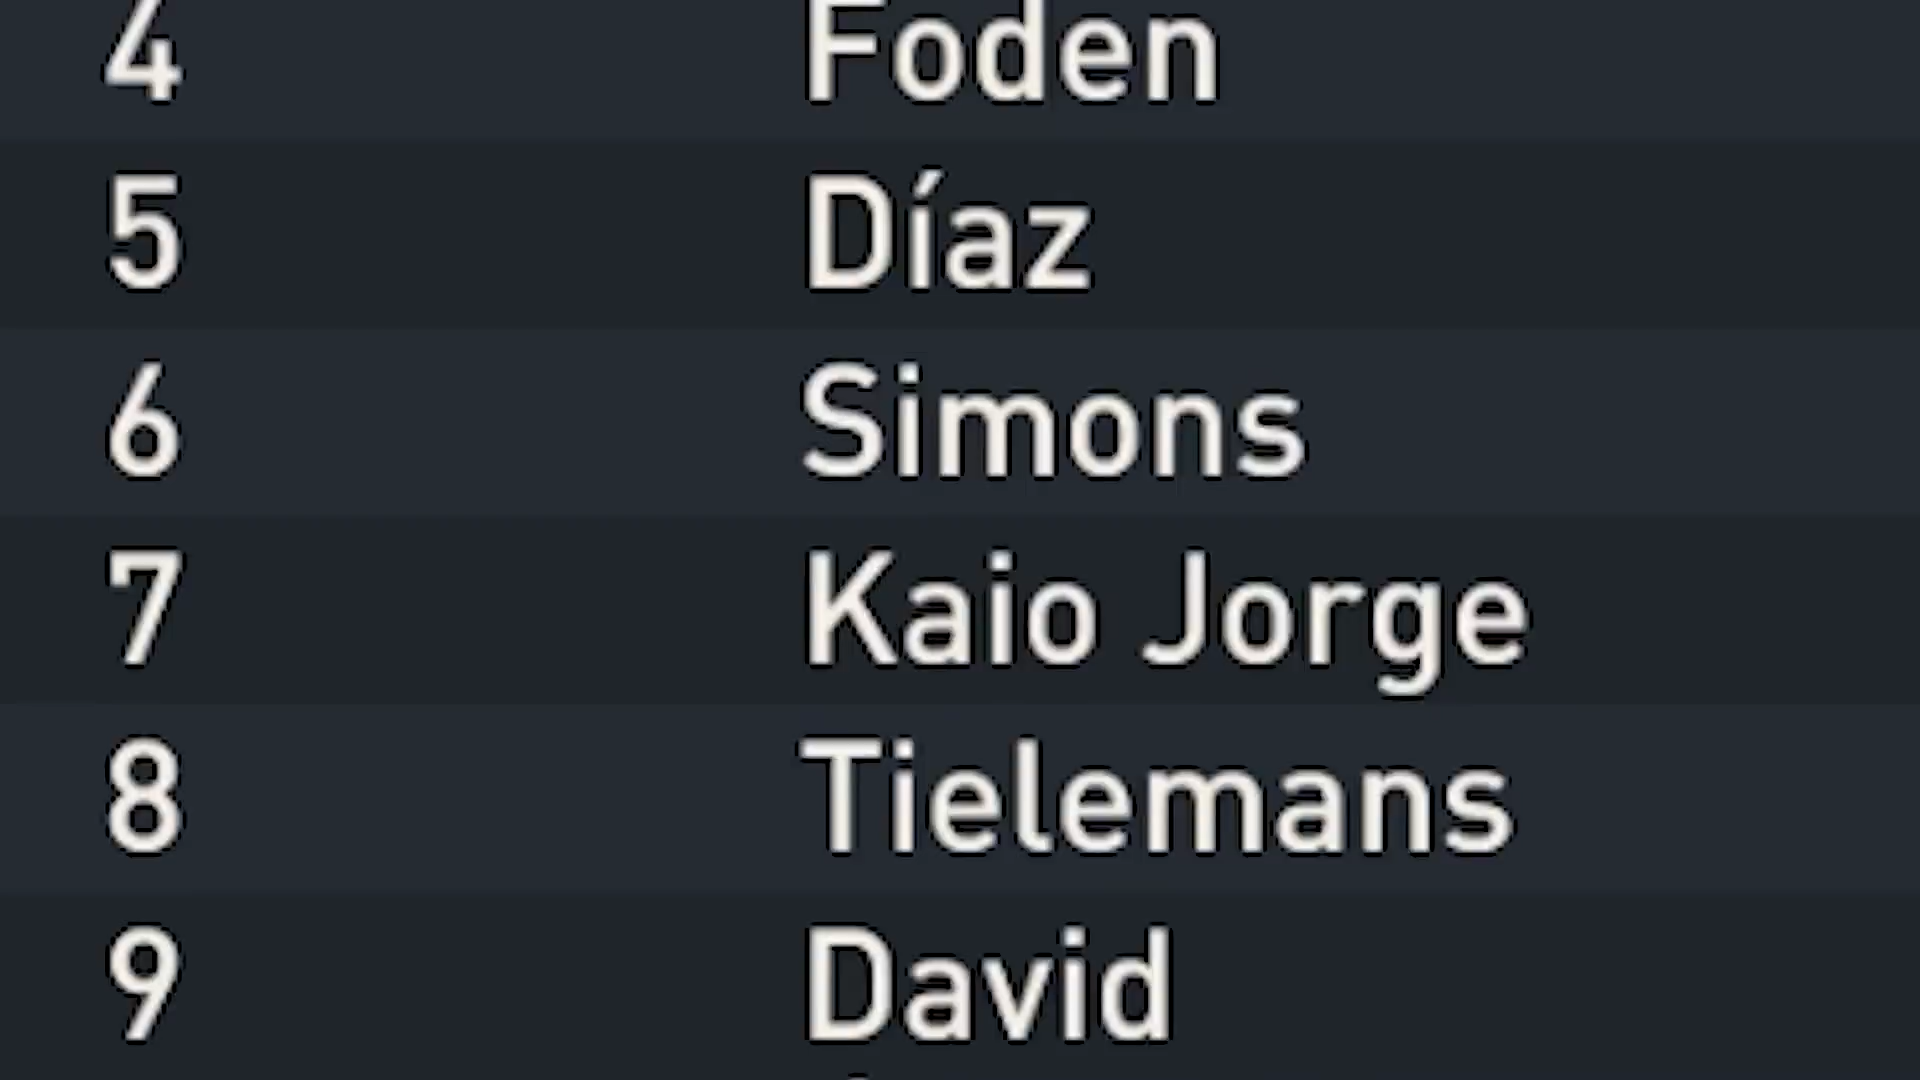 4 Foden
5 Díaz
6 Simons
7 Kaio Jorge
8 Tielemans
9 David